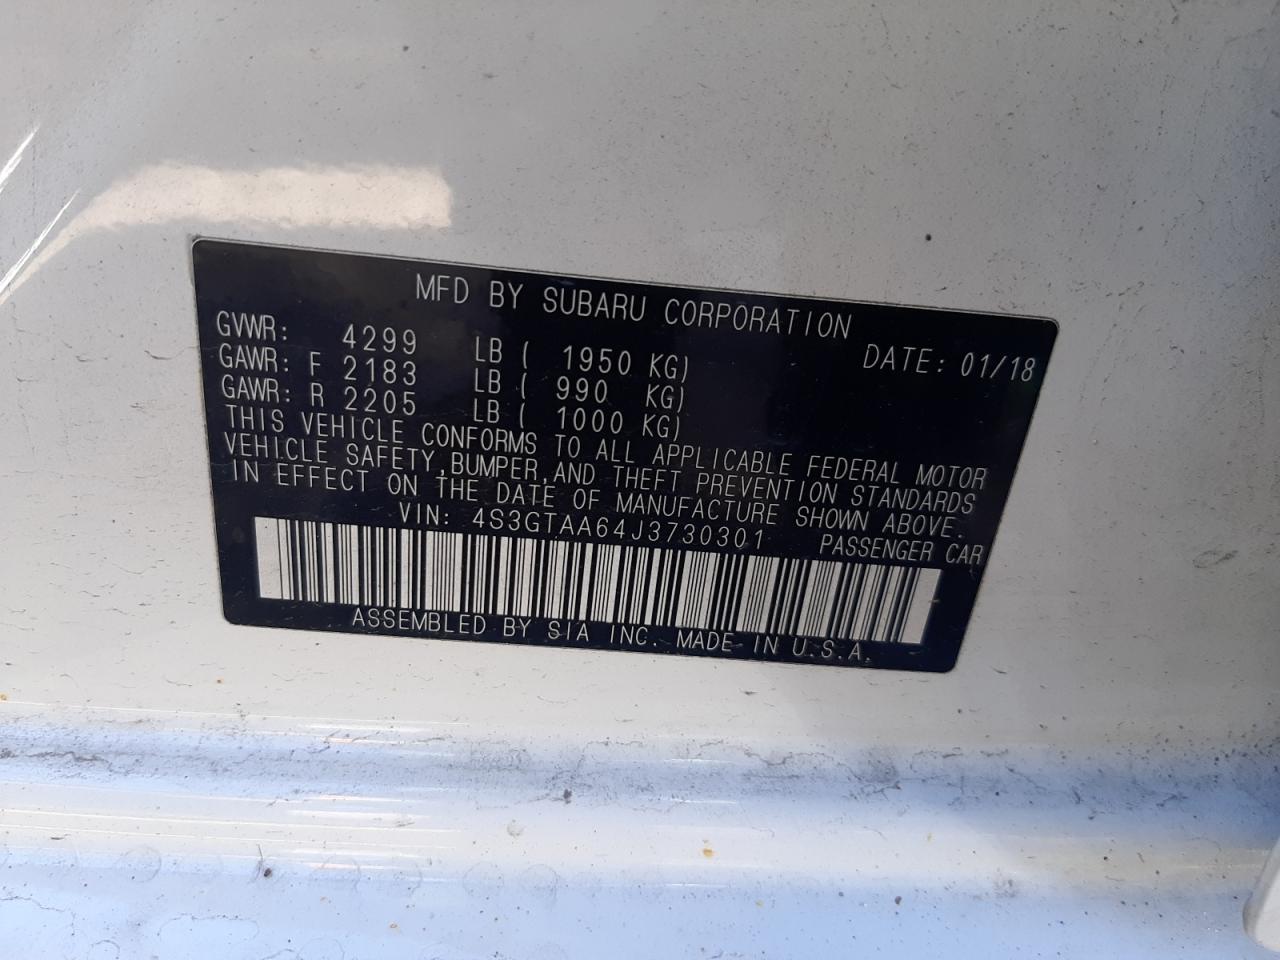 MFD BY SUBARU CORPORATION
GVWR: 4299 LB ( 1950 KG) DATE: 01/18
GAWR: F 2183 LB ( 990 KG)
GAWR: R 2205 LB ( 1000 KG)
THIS VEHICLE CONFORMS TO ALL APPLICABLE FEDERAL MOTOR
VEHICLE SAFETY, BUMPER, AND THEFT PREVENTION STANDARDS
IN EFFECT ON THE DATE OF MANUFACTURE SHOWN ABOVE.
VIN: 4S3GTAA64J3730301 PASSENGER CAR
ASSEMBLED BY SIA INC. MADE IN U.S.A.